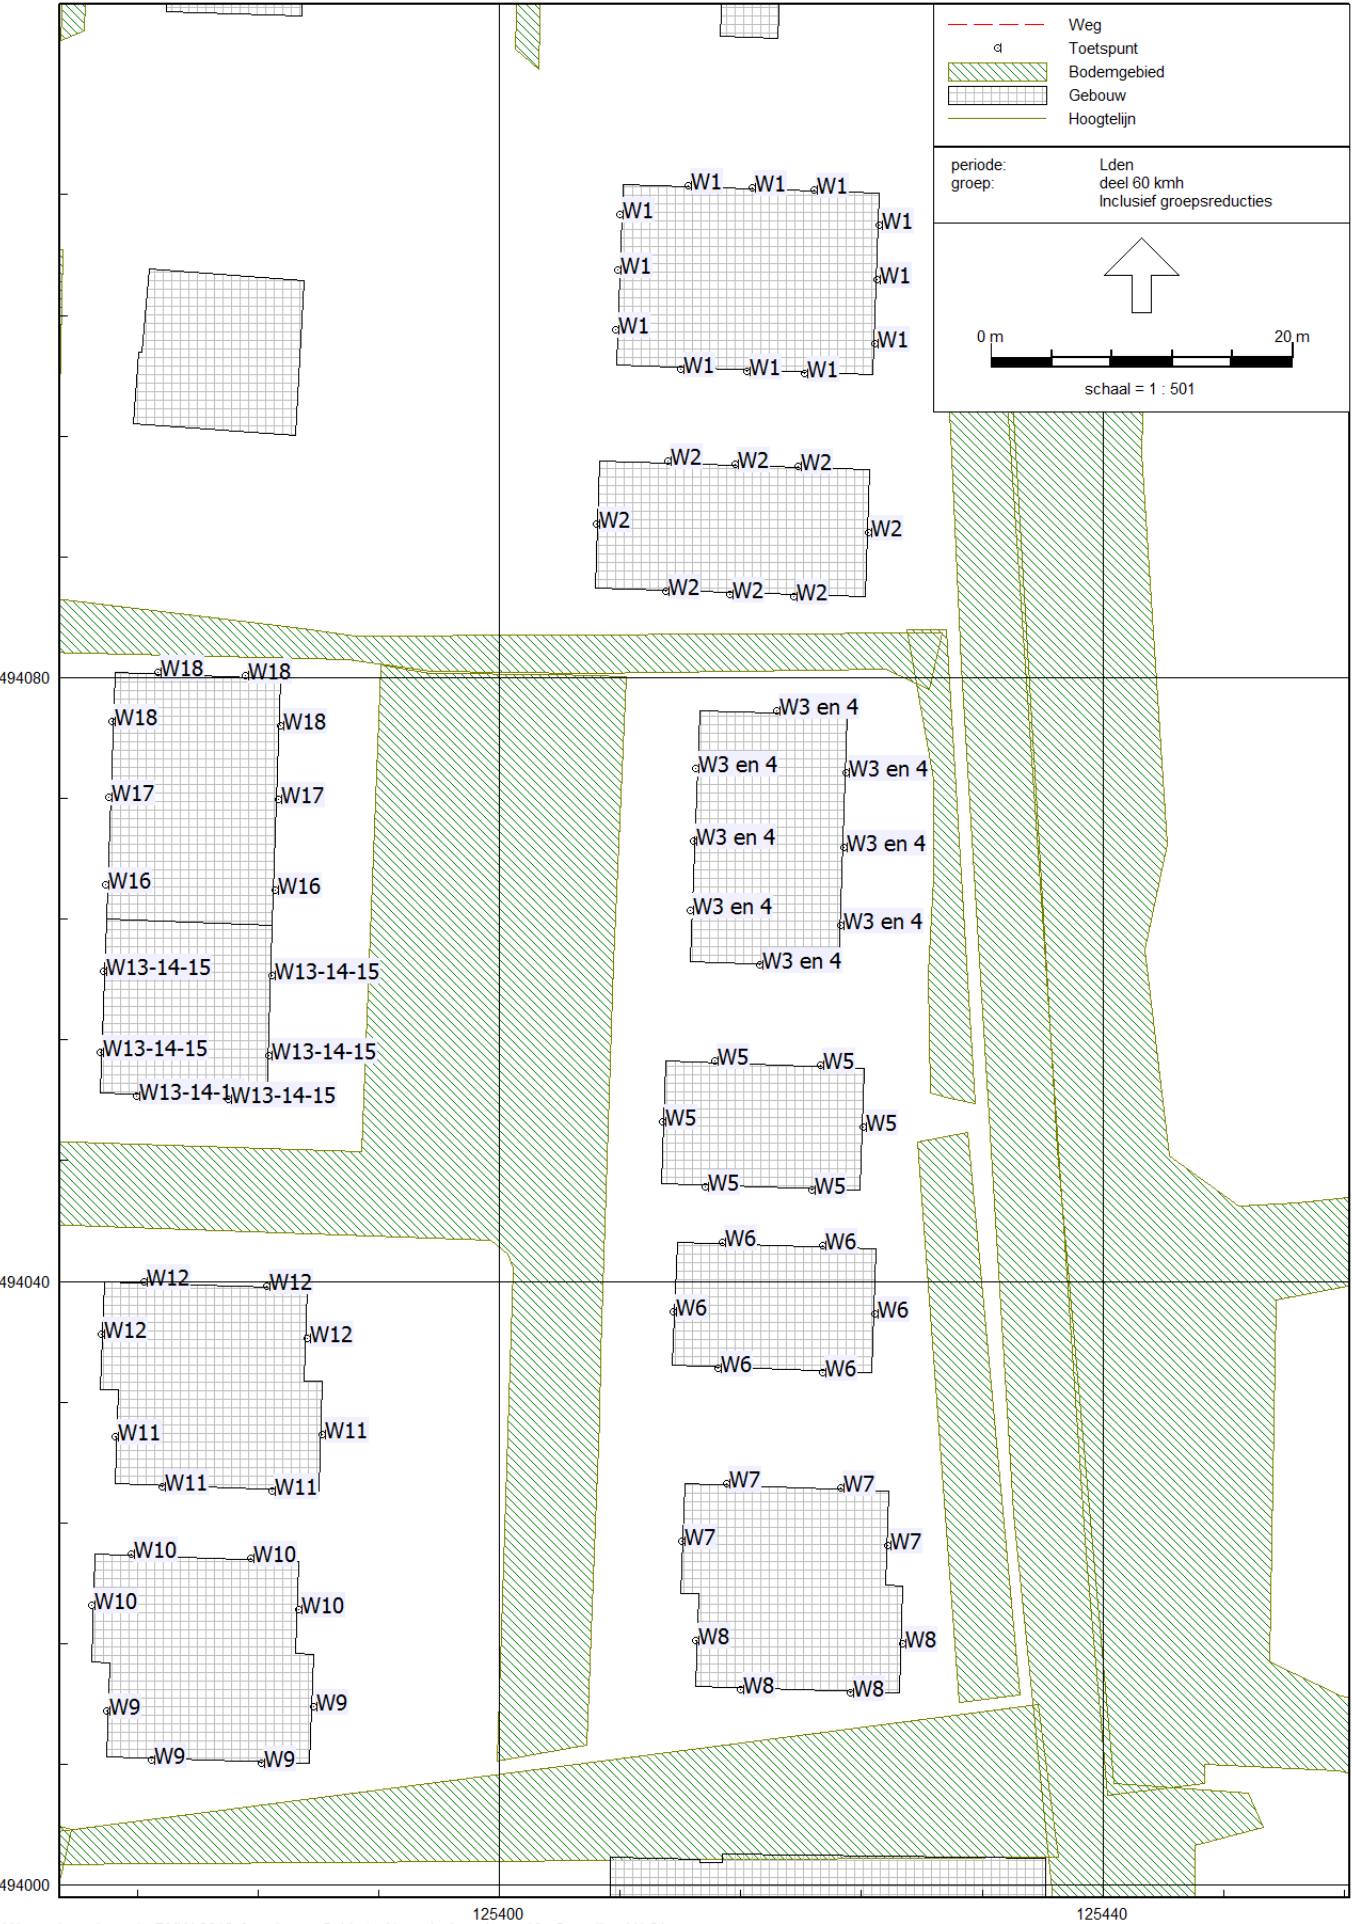 Weg
Toetspunt
Bodemgebied
Gebouw
Hoogtelijn
periode: Lden
groep: deel 60 kmh
Inclusief groepsreducties
0 m 20 m
schaal = 1 : 501
W1 W1 W1
W1 W1
W1 W1
W1 W1
W1 W1 W1
W2 W2 W2
W2 W2
W2 W2 W2
494080
W18 W18
W18 W18
W17 W17
W16 W16
W13-14-15 W13-14-15
W13-14-15 W13-14-15
W13-14-1 W13-14-15
W3 en 4
W3 en 4 W3 en 4
W3 en 4 W3 en 4
W3 en 4 W3 en 4
W3 en 4
W5 W5
W5 W5
W5 W5
W6 W6
W6 W6
W6 W6
494040
W12 W12
W12 W12
W11 W11
W11 W11
W7 W7
W7 W7
W8 W8
W8 W8
W10 W10
W10 W10
W9 W9
W9 W9
494000
125400 125440